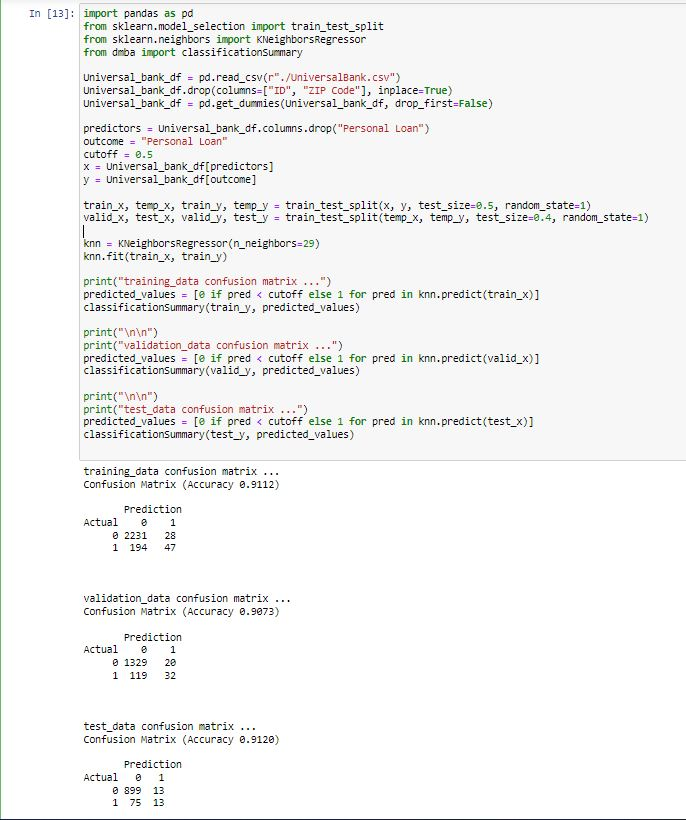 In [13]:
import pandas as pd
from sklearn.model_selection import train_test_split
from sklearn.neighbors import KNeighborsRegressor
from dmba import classificationSummary
Universal_bank_df = pd.read_csv(r"./UniversalBank.csv")
Universal_bank_df.drop(columns=["ID", "ZIP Code"], inplace=True)
Universal_bank_df = pd.get_dummies(Universal_bank_df, drop_first=False)
predictors = Universal_bank_df.columns.drop("Personal Loan")
outcome = "Personal Loan"
cutoff = 0.5
x = Universal_bank_df[predictors]
y = Universal_bank_df[outcome]
train_x, temp_x, train_y, temp_y = train_test_split(x, y, test_size=0.5, random_state=1)
valid_x, test_x, valid_y, test_y = train_test_split(temp_x, temp_y, test_size=0.4, random_state=1)
knn = KNeighborsRegressor(n_neighbors=29)
knn.fit(train_x, train_y)
print("training_data confusion matrix ...")
predicted_values = [0 if pred < cutoff else 1 for pred in knn.predict(train_x)]
classificationSummary(train_y, predicted_values)
print("\n\n")
print("validation_data confusion matrix ...")
predicted_values = [0 if pred < cutoff else 1 for pred in knn.predict(valid_x)]
classificationSummary(valid_y, predicted_values)
print("\n\n")
print("test_data confusion matrix ...")
predicted_values = [0 if pred < cutoff else 1 for pred in knn.predict(test_x)]
classificationSummary(test_y, predicted_values)
training_data confusion matrix ...
Confusion Matrix (Accuracy 0.9112)
Prediction
Actual 0 1
0 2231 28
1 194 47
validation_data confusion matrix ...
Confusion Matrix (Accuracy 0.9073)
Prediction
Actual 0 1
0 1329 20
1 119 32
test_data confusion matrix ...
Confusion Matrix (Accuracy 0.9120)
Prediction
Actual 0 1
0 899 13
1 75 13